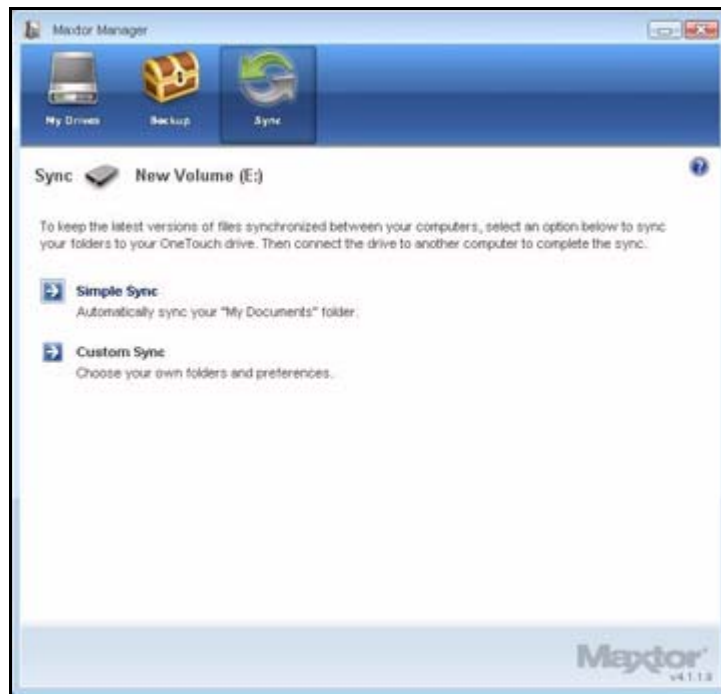 Maxtor Manager
My Drives Backup Sync
Sync New Volume (E:)
To keep the latest versions of files synchronized between your computers, select an option below to sync
your folders to your OneTouch drive. Then connect the drive to another computer to complete the sync.
Simple Sync
Automatically sync your "My Documents" folder.
Custom Sync
Choose your own folders and preferences.
Maxtor